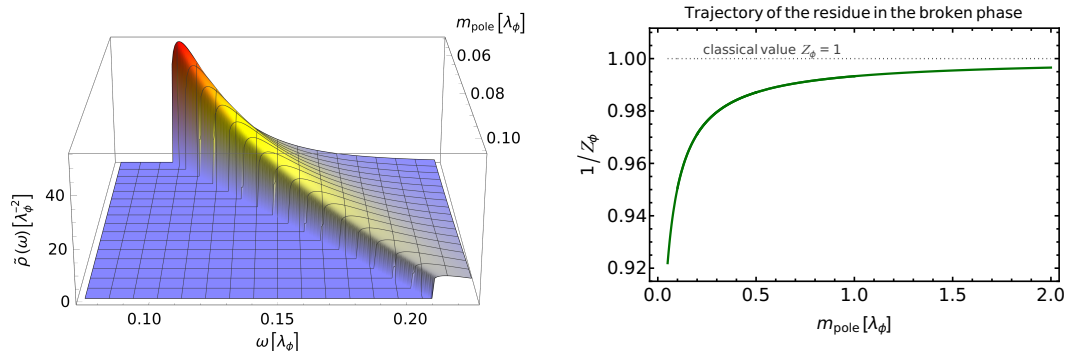 m_pole [λ_ϕ]
0.06
0.08
0.10
40
20
0
ρ̃(ω) [λ_ϕ^-2]
0.10
0.15
0.20
ω [λ_ϕ]
Trajectory of the residue in the broken phase
classical value Z_ϕ = 1
1.00
0.98
0.96
0.94
0.92
1/Z_ϕ
0.0
0.5
1.0
1.5
2.0
m_pole [λ_ϕ]